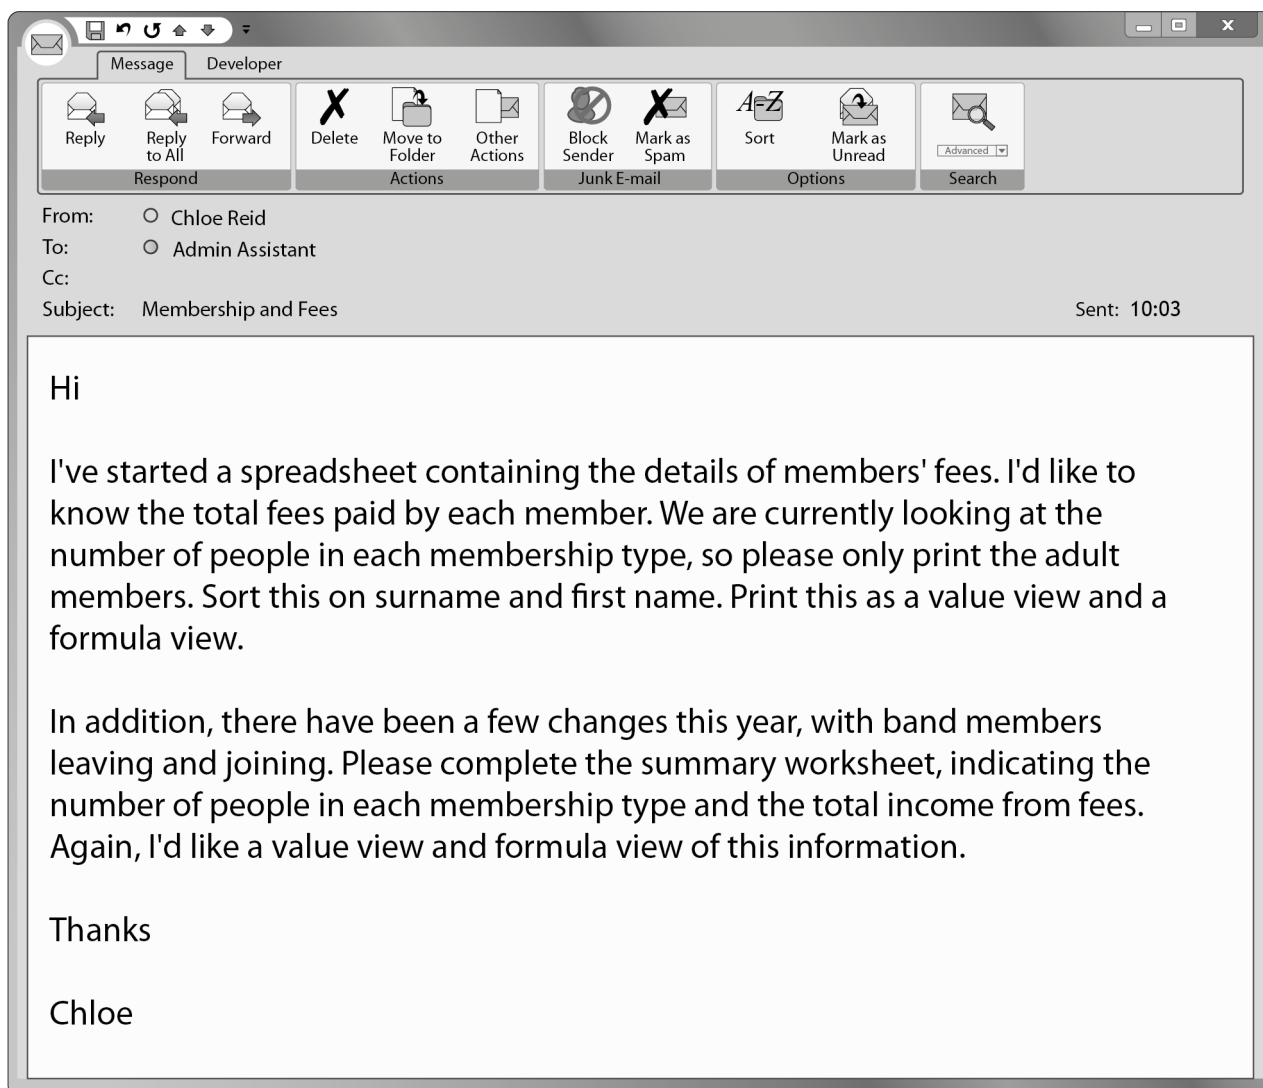 Message Developer
Reply Reply to All Forward Delete Move to Folder Other Actions Block Sender Mark as Spam A=Z Sort Mark as Unread Advanced
Respond Actions Junk E-mail Options Search
From: Chloe Reid
To: Admin Assistant
Cc:
Subject: Membership and Fees Sent: 10:03
Hi
I've started a spreadsheet containing the details of members' fees. I'd like to
know the total fees paid by each member. We are currently looking at the
number of people in each membership type, so please only print the adult
members. Sort this on surname and first name. Print this as a value view and a
formula view.
In addition, there have been a few changes this year, with band members
leaving and joining. Please complete the summary worksheet, indicating the
number of people in each membership type and the total income from fees.
Again, I'd like a value view and formula view of this information.
Thanks
Chloe